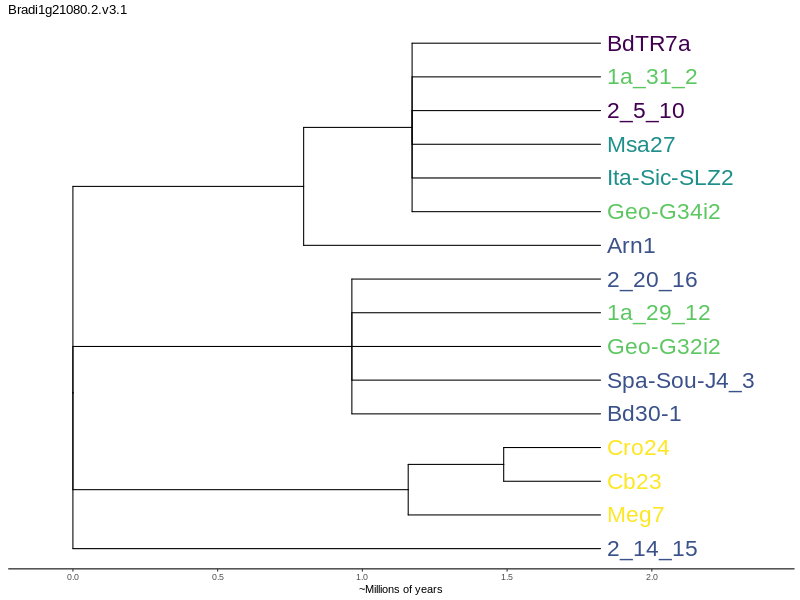 Bradi1g21080.2.v3.1
BdTR7a
1a_31_2
2_5_10
Msa27
Ita-Sic-SLZ2
Geo-G34i2
Arn1
2_20_16
1a_29_12
Geo-G32i2
Spa-Sou-J4_3
Bd30-1
Cro24
Cb23
Meg7
2_14_15
0.0 0.5 1.0 1.5 2.0
~Millions of years